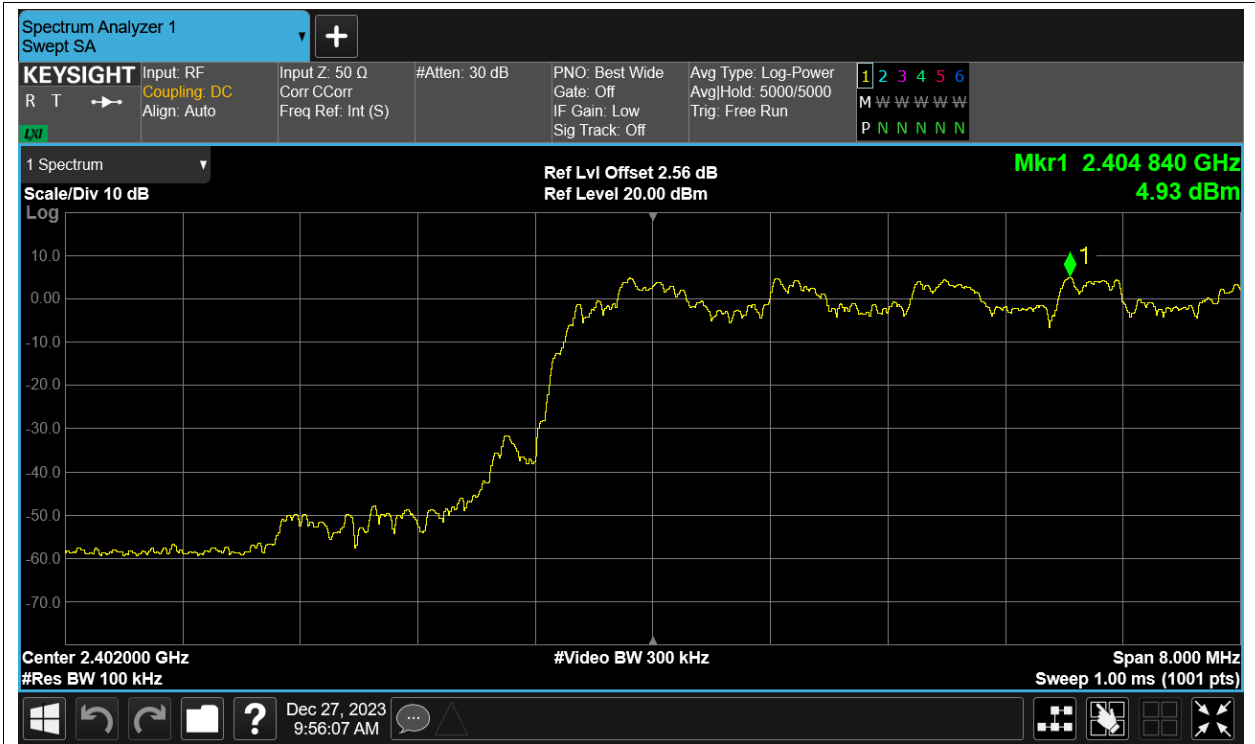 Spectrum Analyzer 1
Swept SA
KEYSIGHT
R T
LXI
Input: RF
Coupling: DC
Align: Auto
Input Z: 50 Ω
Corr CCorr
Freq Ref: Int (S)
#Atten: 30 dB
PNO: Best Wide
Gate: Off
IF Gain: Low
Sig Track: Off
Avg Type: Log-Power
Avg|Hold: 5000/5000
Trig: Free Run
1 2 3 4 5 6
M W W W W W
P N N N N N
1 Spectrum
Scale/Div 10 dB
Log
Ref Lvl Offset 2.56 dB
Ref Level 20.00 dBm
Mkr1 2.404 840 GHz
4.93 dBm
1
10.0
0.00
-10.0
-20.0
-30.0
-40.0
-50.0
-60.0
-70.0
Center 2.402000 GHz
#Res BW 100 kHz
#Video BW 300 kHz
Span 8.000 MHz
Sweep 1.00 ms (1001 pts)
?
Dec 27, 2023
9:56:07 AM